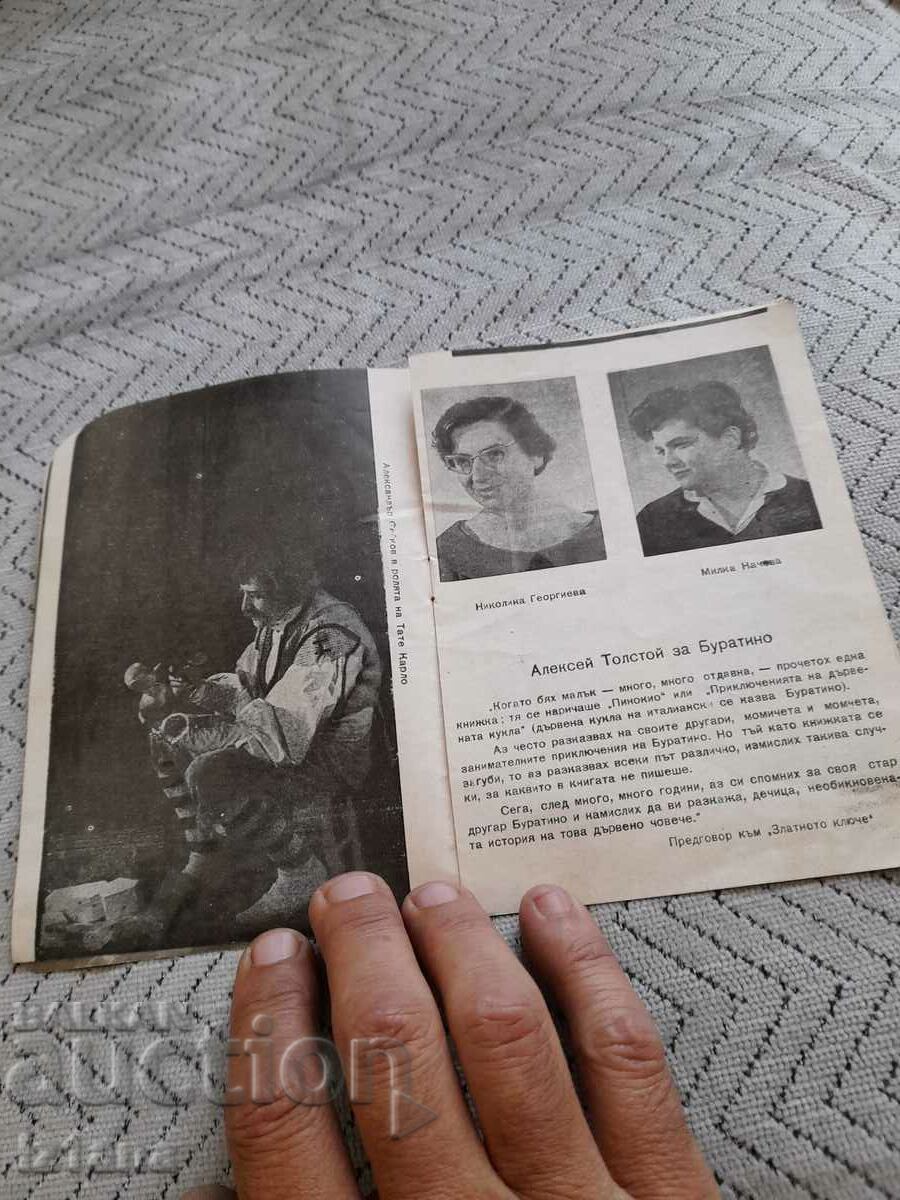 Александър
в ролята на Тате Карло
Николина Георгиева
Милка
Алексей Толстой за Буратино
„Когато бях малък — много, много отдавна, — прочетох една
книжка; тя се наричаше „Пинокио" или „Приключенията на дърве-
ната кукла" (дървена кукла на италиански се казва Буратино).
Аз често разказвах на своите другари, момичета и момчета,
занимателните приключения на Буратино. Но тъй като книжката се
загуби, то аз разказвах всеки път различно, измислих такива случ-
ки, за каквито в книгата не пишеше.
Сега, след много, много години, аз си спомних за своя стар
другар Буратино и намислих да ви разкажа, дечица, необикновена-
та история на това дървено човече."
Предговор към „Златното ключе"
BALKAN
auction
iziana